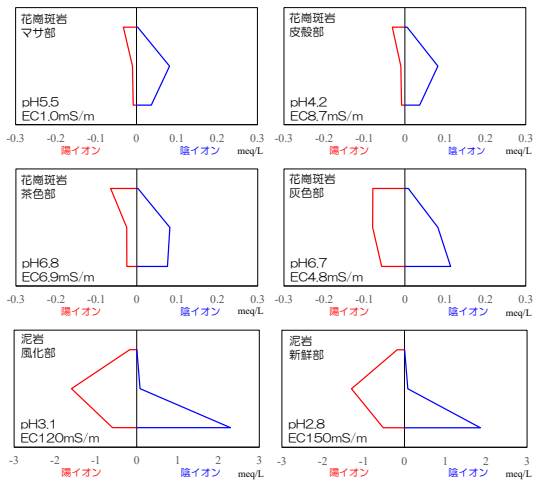 花崗斑岩
マサ部
pH5.5
EC1.0mS/m
-0.3 -0.2 -0.1 0 0.1 0.2 0.3
陽イオン 陰イオン meq/L
花崗斑岩
皮殻部
pH4.2
EC8.7mS/m
-0.3 -0.2 -0.1 0 0.1 0.2 0.3
陽イオン 陰イオン meq/L
花崗斑岩
茶色部
pH6.8
EC6.9mS/m
-0.3 -0.2 -0.1 0 0.1 0.2 0.3
陽イオン 陰イオン meq/L
花崗斑岩
灰色部
pH6.7
EC4.8mS/m
-0.3 -0.2 -0.1 0 0.1 0.2 0.3
陽イオン 陰イオン meq/L
泥岩
風化部
pH3.1
EC120mS/m
-3 -2 -1 0 1 2 3
陽イオン 陰イオン meq/L
泥岩
新鮮部
pH2.8
EC150mS/m
-3 -2 -1 0 1 2 3
陽イオン 陰イオン meq/L